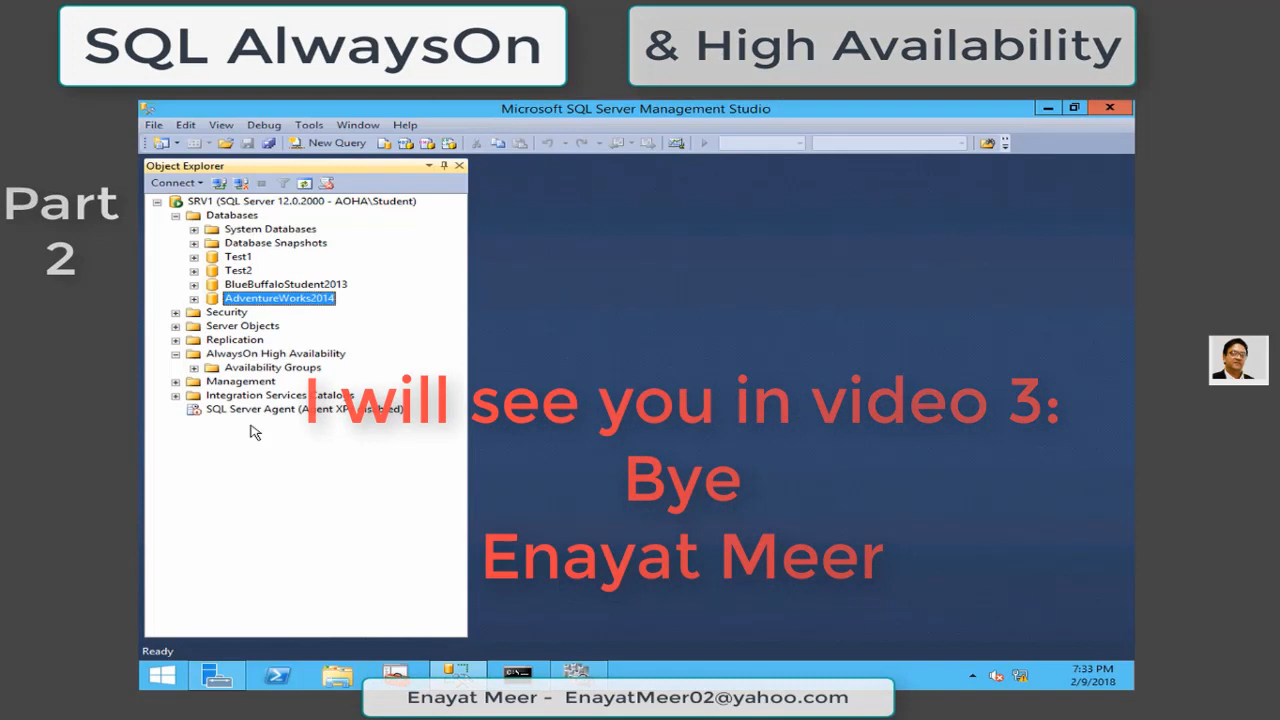 SQL AlwaysOn
& High Availability
Part
2
Microsoft SQL Server Management Studio
File Edit View Debug Tools Window Help
New Query
Object Explorer
Connect
SRV1 (SQL Server 12.0.2000 - AOHA\Student)
Databases
System Databases
Database Snapshots
Test1
Test2
BlueBuffaloStudent2013
AdventureWorks2014
Security
Server Objects
Replication
AlwaysOn High Availability
Availability Groups
Management
Integration Services Catalogs
SQL Server Agent (Agent XPs disabled)
I will see you in video 3:
Bye
Enayat Meer
Ready
7:33 PM
2/9/2018
Enayat Meer - EnayatMeer02@yahoo.com